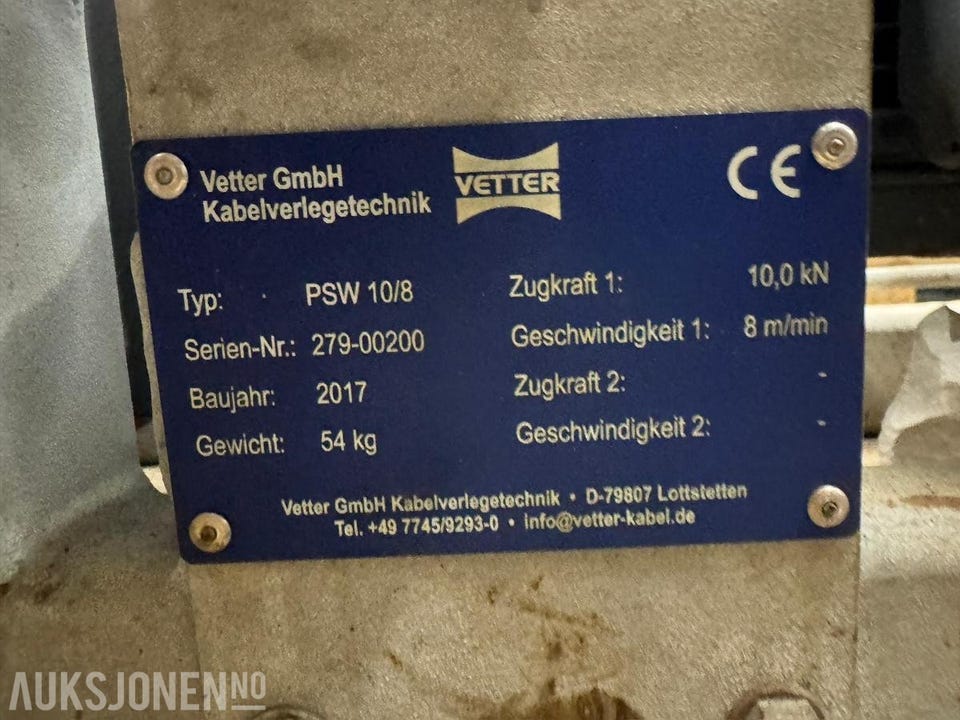 Vetter GmbH
Kabelverlegetechnik
VETTER
CE
Typ: PSW 10/8
Serien-Nr.: 279-00200
Baujahr: 2017
Gewicht: 54 kg
Zugkraft 1: 10,0 kN
Geschwindigkeit 1: 8 m/min
Zugkraft 2: -
Geschwindigkeit 2: -
Vetter GmbH Kabelverlegetechnik • D-79807 Lottstetten
Tel. +49 7745/9293-0 • info@vetter-kabel.de
AUKSJONEN.NO